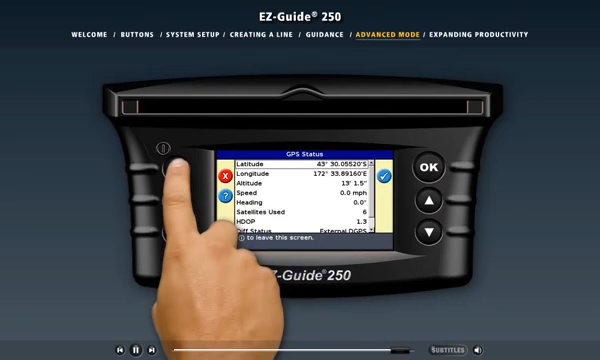 EZ-Guide® 250
WELCOME / BUTTONS / SYSTEM SETUP / CREATING A LINE / GUIDANCE / ADVANCED MODE / EXPANDING PRODUCTIVITY
GPS Status
Latitude 43° 30.05520'S
Longitude 172° 33.89160'E
Altitude 13' 1.5"
Speed 0.0 mph
Heading 0.0°
Satellites Used 6
HDOP 1.3
Diff Status External DGPS
to leave this screen.
OK
Z-Guide® 250
SUBTITLES